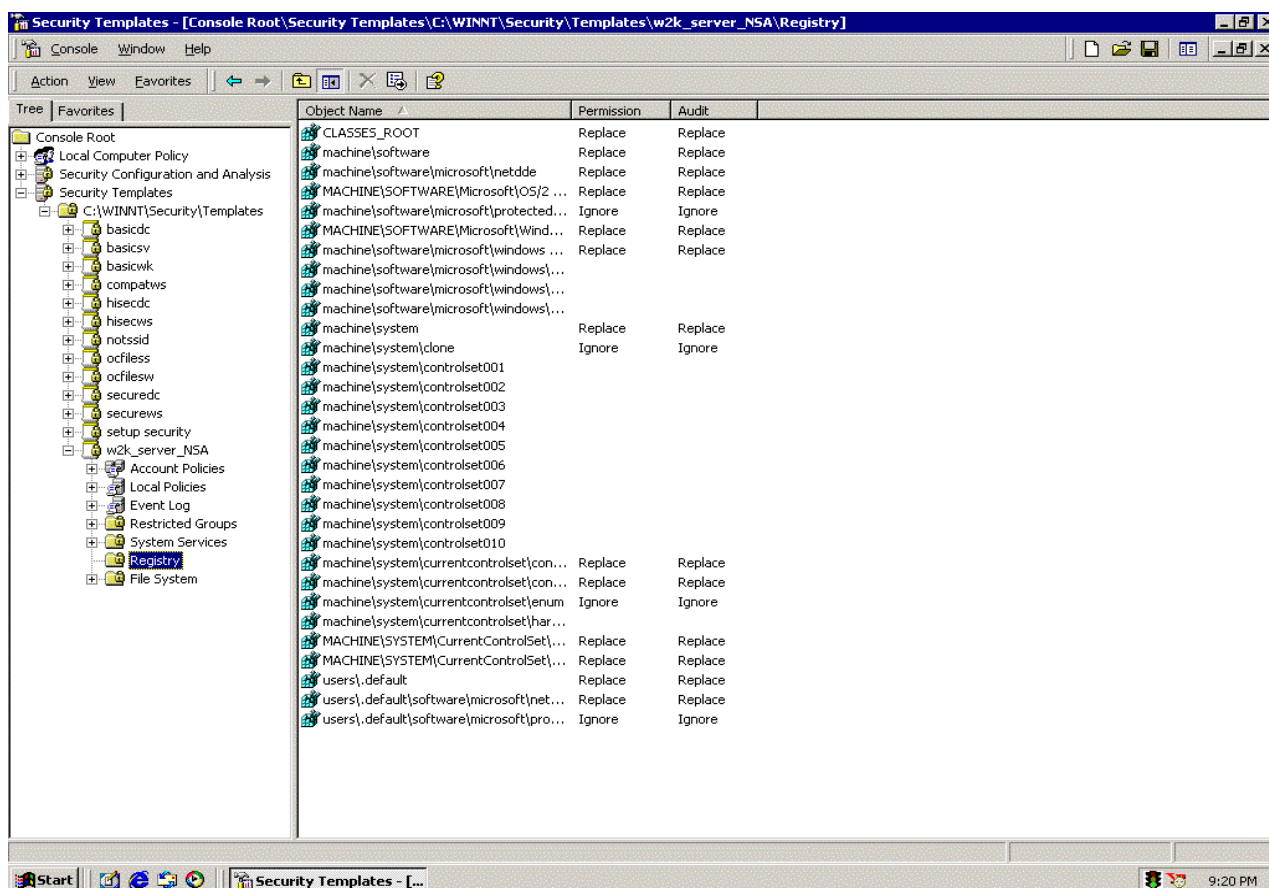 Security Templates - [Console Root\Security Templates\C:\WINNT\Security\Templates\w2k_server_NSA\Registry]
Console Window Help
Action View Favorites
Tree Favorites
Console Root
Local Computer Policy
Security Configuration and Analysis
Security Templates
C:\WINNT\Security\Templates
basicdc
basicsv
basicwk
compatws
hisecdc
hisecws
notssid
ocfiless
ocfilesw
securedc
securews
setup security
w2k_server_NSA
Account Policies
Local Policies
Event Log
Restricted Groups
System Services
Registry
File System
Object Name Permission Audit
CLASSES_ROOT Replace Replace
machine\software Replace Replace
machine\software\microsoft\netdde Replace Replace
MACHINE\SOFTWARE\Microsoft\OS/2 ... Replace Replace
machine\software\microsoft\protected... Ignore Ignore
MACHINE\SOFTWARE\Microsoft\Wind... Replace Replace
machine\software\microsoft\windows ... Replace Replace
machine\software\microsoft\windows\...
machine\software\microsoft\windows\...
machine\software\microsoft\windows\...
machine\system Replace Replace
machine\system\clone Ignore Ignore
machine\system\controlset001
machine\system\controlset002
machine\system\controlset003
machine\system\controlset004
machine\system\controlset005
machine\system\controlset006
machine\system\controlset007
machine\system\controlset008
machine\system\controlset009
machine\system\controlset010
machine\system\currentcontrolset\con... Replace Replace
machine\system\currentcontrolset\con... Replace Replace
machine\system\currentcontrolset\enum Ignore Ignore
machine\system\currentcontrolset\har...
MACHINE\SYSTEM\CurrentControlSet\... Replace Replace
MACHINE\SYSTEM\CurrentControlSet\... Replace Replace
users\.default Replace Replace
users\.default\software\microsoft\net... Replace Replace
users\.default\software\microsoft\pro... Ignore Ignore
Start Security Templates - [... 9:20 PM